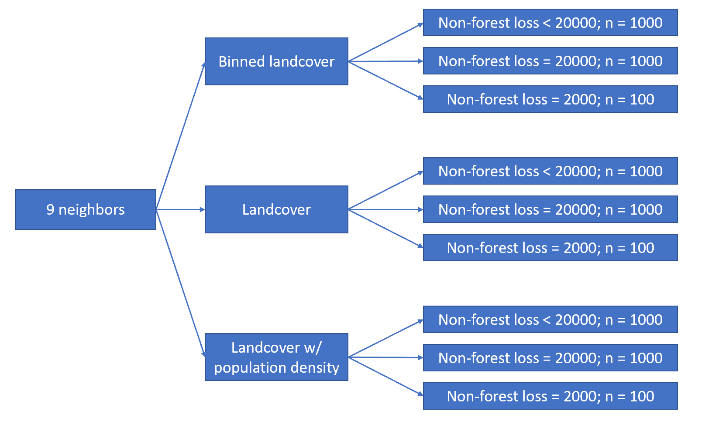 Non-forest loss < 20000; n = 1000
Binned landcover
Non-forest loss = 20000; n = 1000
Non-forest loss = 2000; n = 100
Non-forest loss < 20000; n = 1000
9 neighbors
Landcover
Non-forest loss = 20000; n = 1000
Non-forest loss = 2000; n = 100
Non-forest loss < 20000; n = 1000
Landcover w/
population density
Non-forest loss = 20000; n = 1000
Non-forest loss = 2000; n = 100